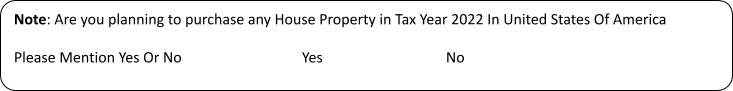 Note: Are you planning to purchase any House Property in Tax Year 2022 In United States Of America
Please Mention Yes Or No Yes No